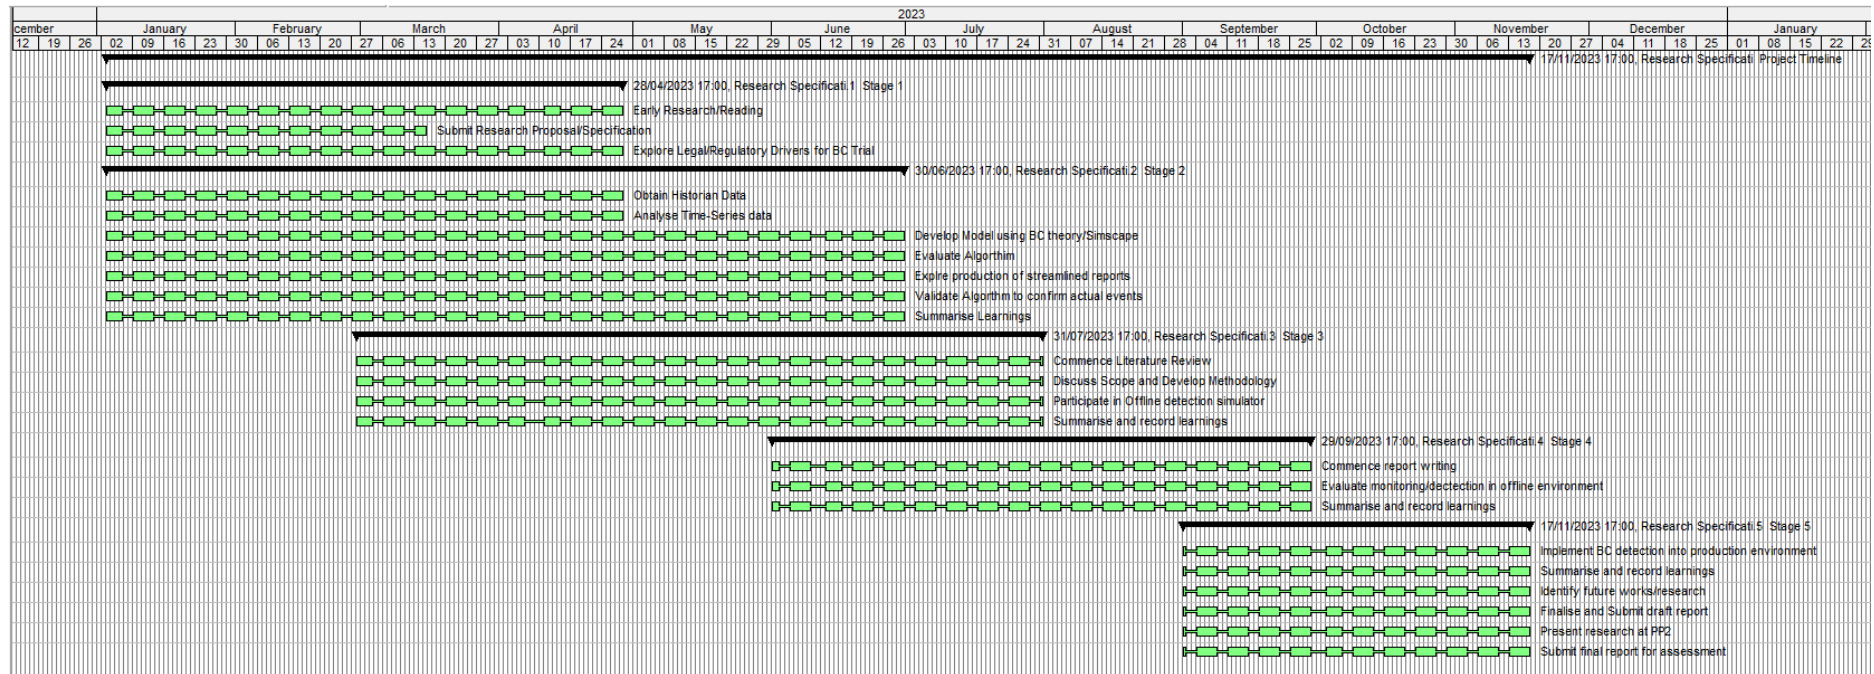 2023
cember January February March April May June July August September October November December January
12 19 26 02 09 16 23 30 06 13 20 27 06 13 20 27 03 10 17 24 01 08 15 22 29 05 12 19 26 03 10 17 24 31 07 14 21 28 04 11 18 25 02 09 16 23 30 06 13 20 27 04 11 18 25 01 08 15 22 29
17/11/2023 17:00, Research Specificati Project Timeline
28/04/2023 17:00, Research Specificati.1 Stage 1
Early Research/Reading
Submit Research Proposal/Specification
Explore Legal/Regulatory Drivers for BC Trial
30/06/2023 17:00, Research Specificati.2 Stage 2
Obtain Historian Data
Analyse Time-Series data
Develop Model using BC theory/Simscape
Evaluate Algorthim
Explre production of streamlined reports
Validate Algorthm to confirm actual events
Summarise Learnings
31/07/2023 17:00, Research Specificati.3 Stage 3
Commence Literature Review
Discuss Scope and Develop Methodology
Participate in Offline detection simulator
Summarise and record learnings
29/09/2023 17:00, Research Specificati.4 Stage 4
Commence report writing
Evaluate monitoring/dectection in offline environment
Summarise and record learnings
17/11/2023 17:00, Research Specificati.5 Stage 5
Implement BC detection into production environment
Summarise and record learnings
Identify future works/research
Finalise and Submit draft report
Present research at PP2
Submit final report for assessment